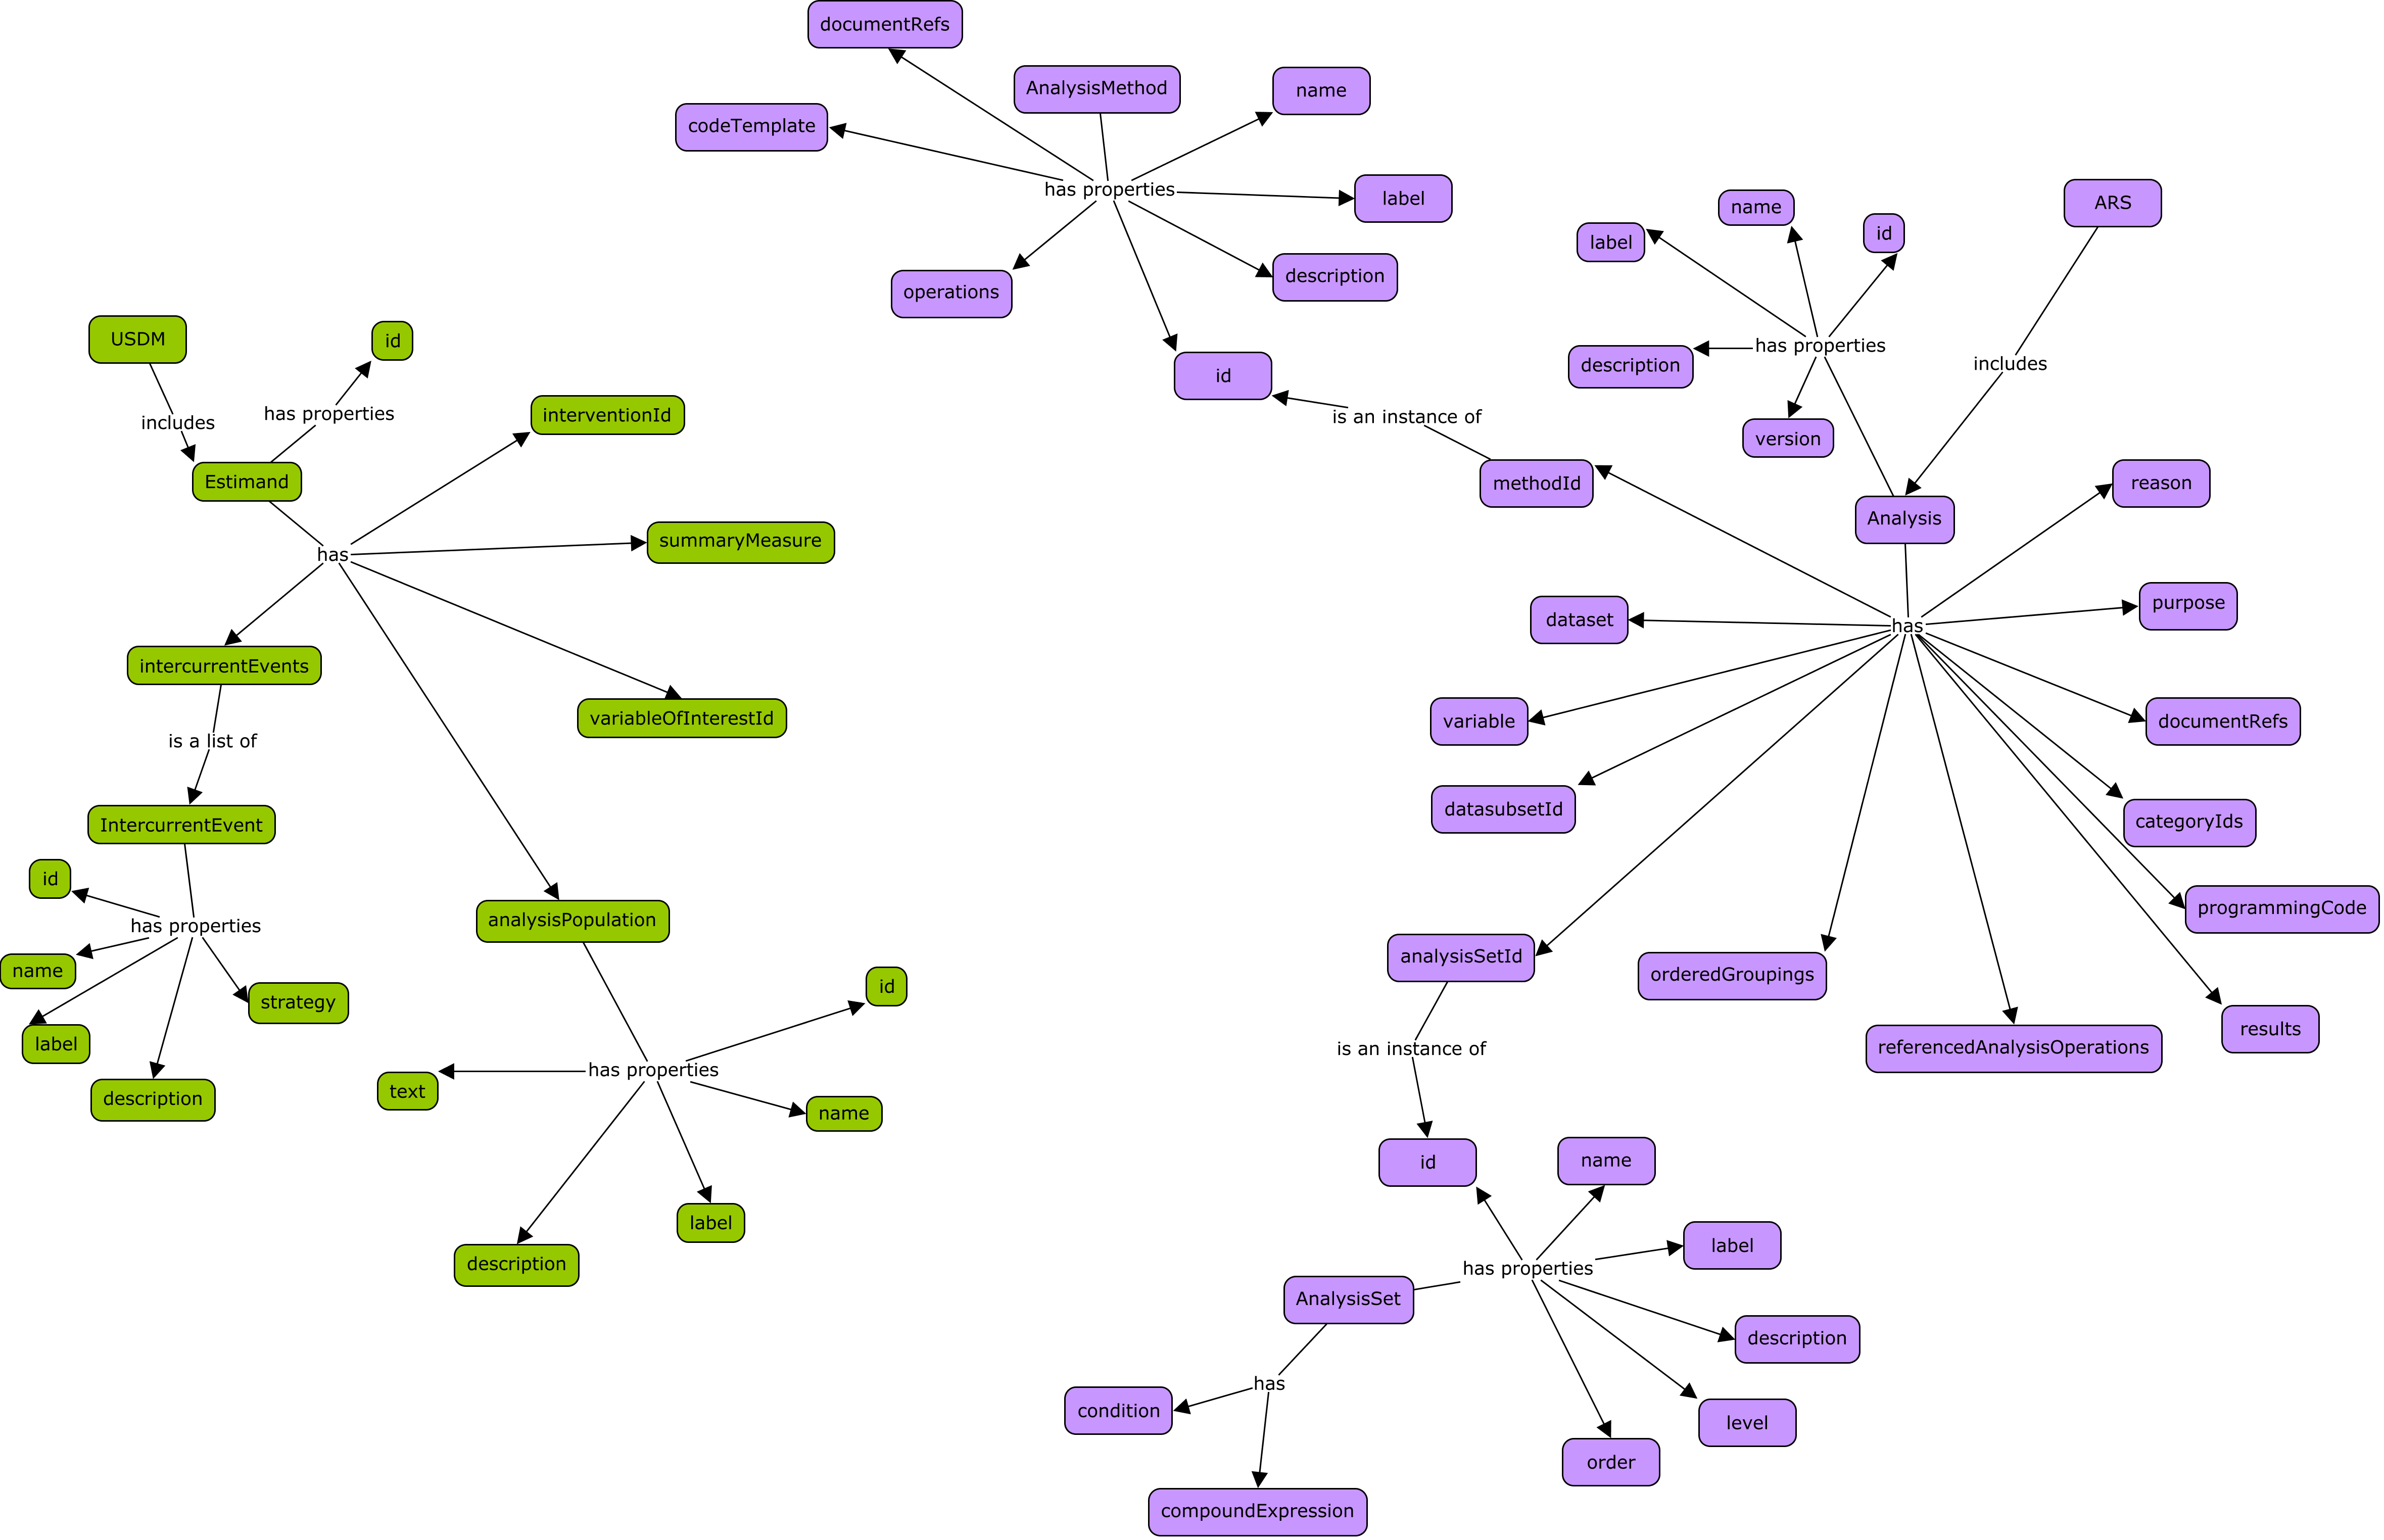 documentRefs
AnalysisMethod
name
codeTemplate
has properties
label
operations
description
id
USDM
id
includes
has properties
Estimand
interventionId
has
summaryMeasure
intercurrentEvents
variableOfInterestId
is a list of
IntercurrentEvent
id
has properties
name
strategy
label
description
analysisPopulation
id
has properties
text
name
label
description
name
id
label
ARS
has properties
description
includes
version
is an instance of
methodId
Analysis
reason
has
dataset
purpose
variable
documentRefs
datasubsetId
categoryIds
programmingCode
analysisSetId
orderedGroupings
results
referencedAnalysisOperations
is an instance of
id
name
label
has properties
AnalysisSet
description
has
condition
level
order
compoundExpression